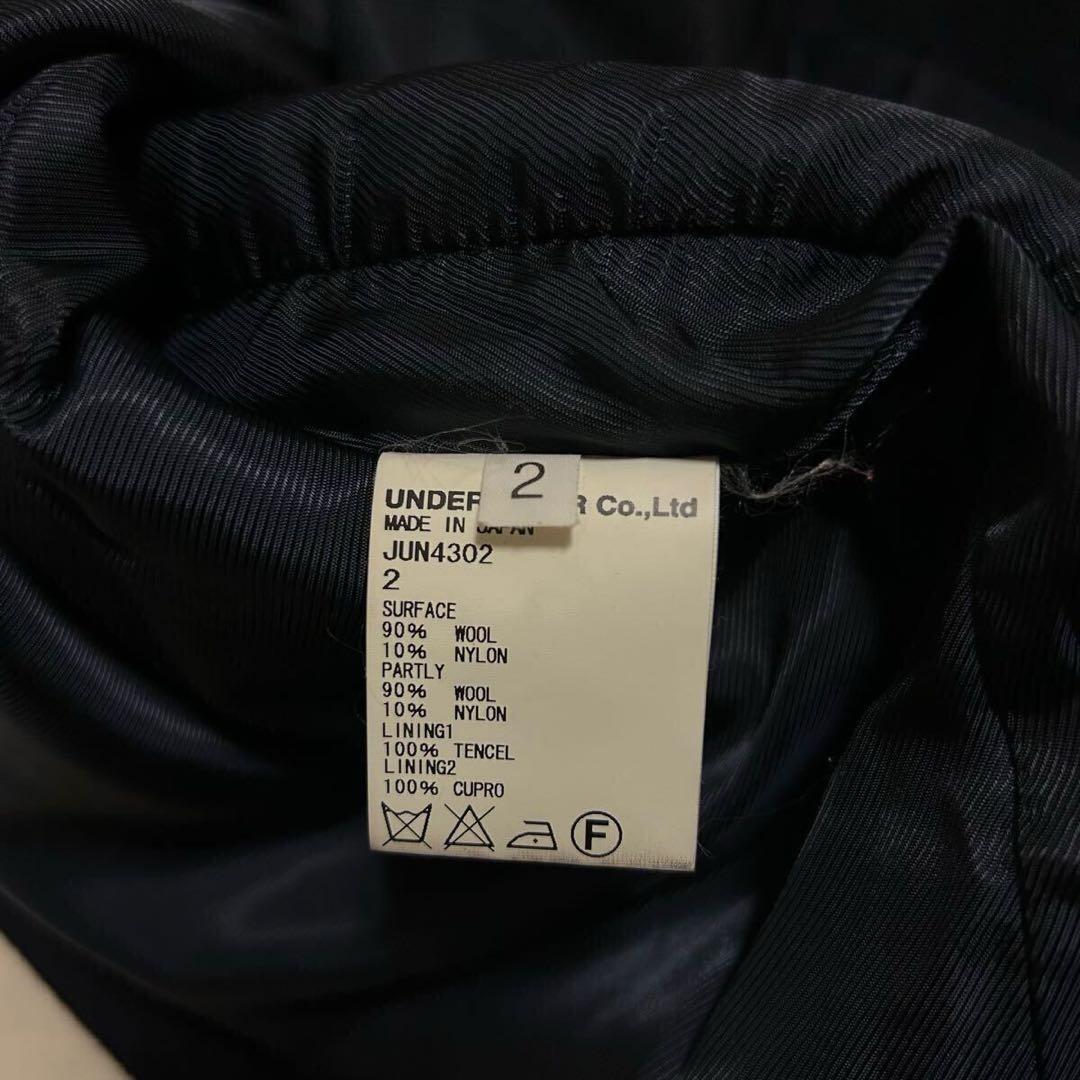 2
UNDER R Co.,Ltd
MADE IN JAPAN
JUN4302
2
SURFACE
90% WOOL
10% NYLON
PARTLY
90% WOOL
10% NYLON
LINING1
100% TENCEL
LINING2
100% CUPRO
F